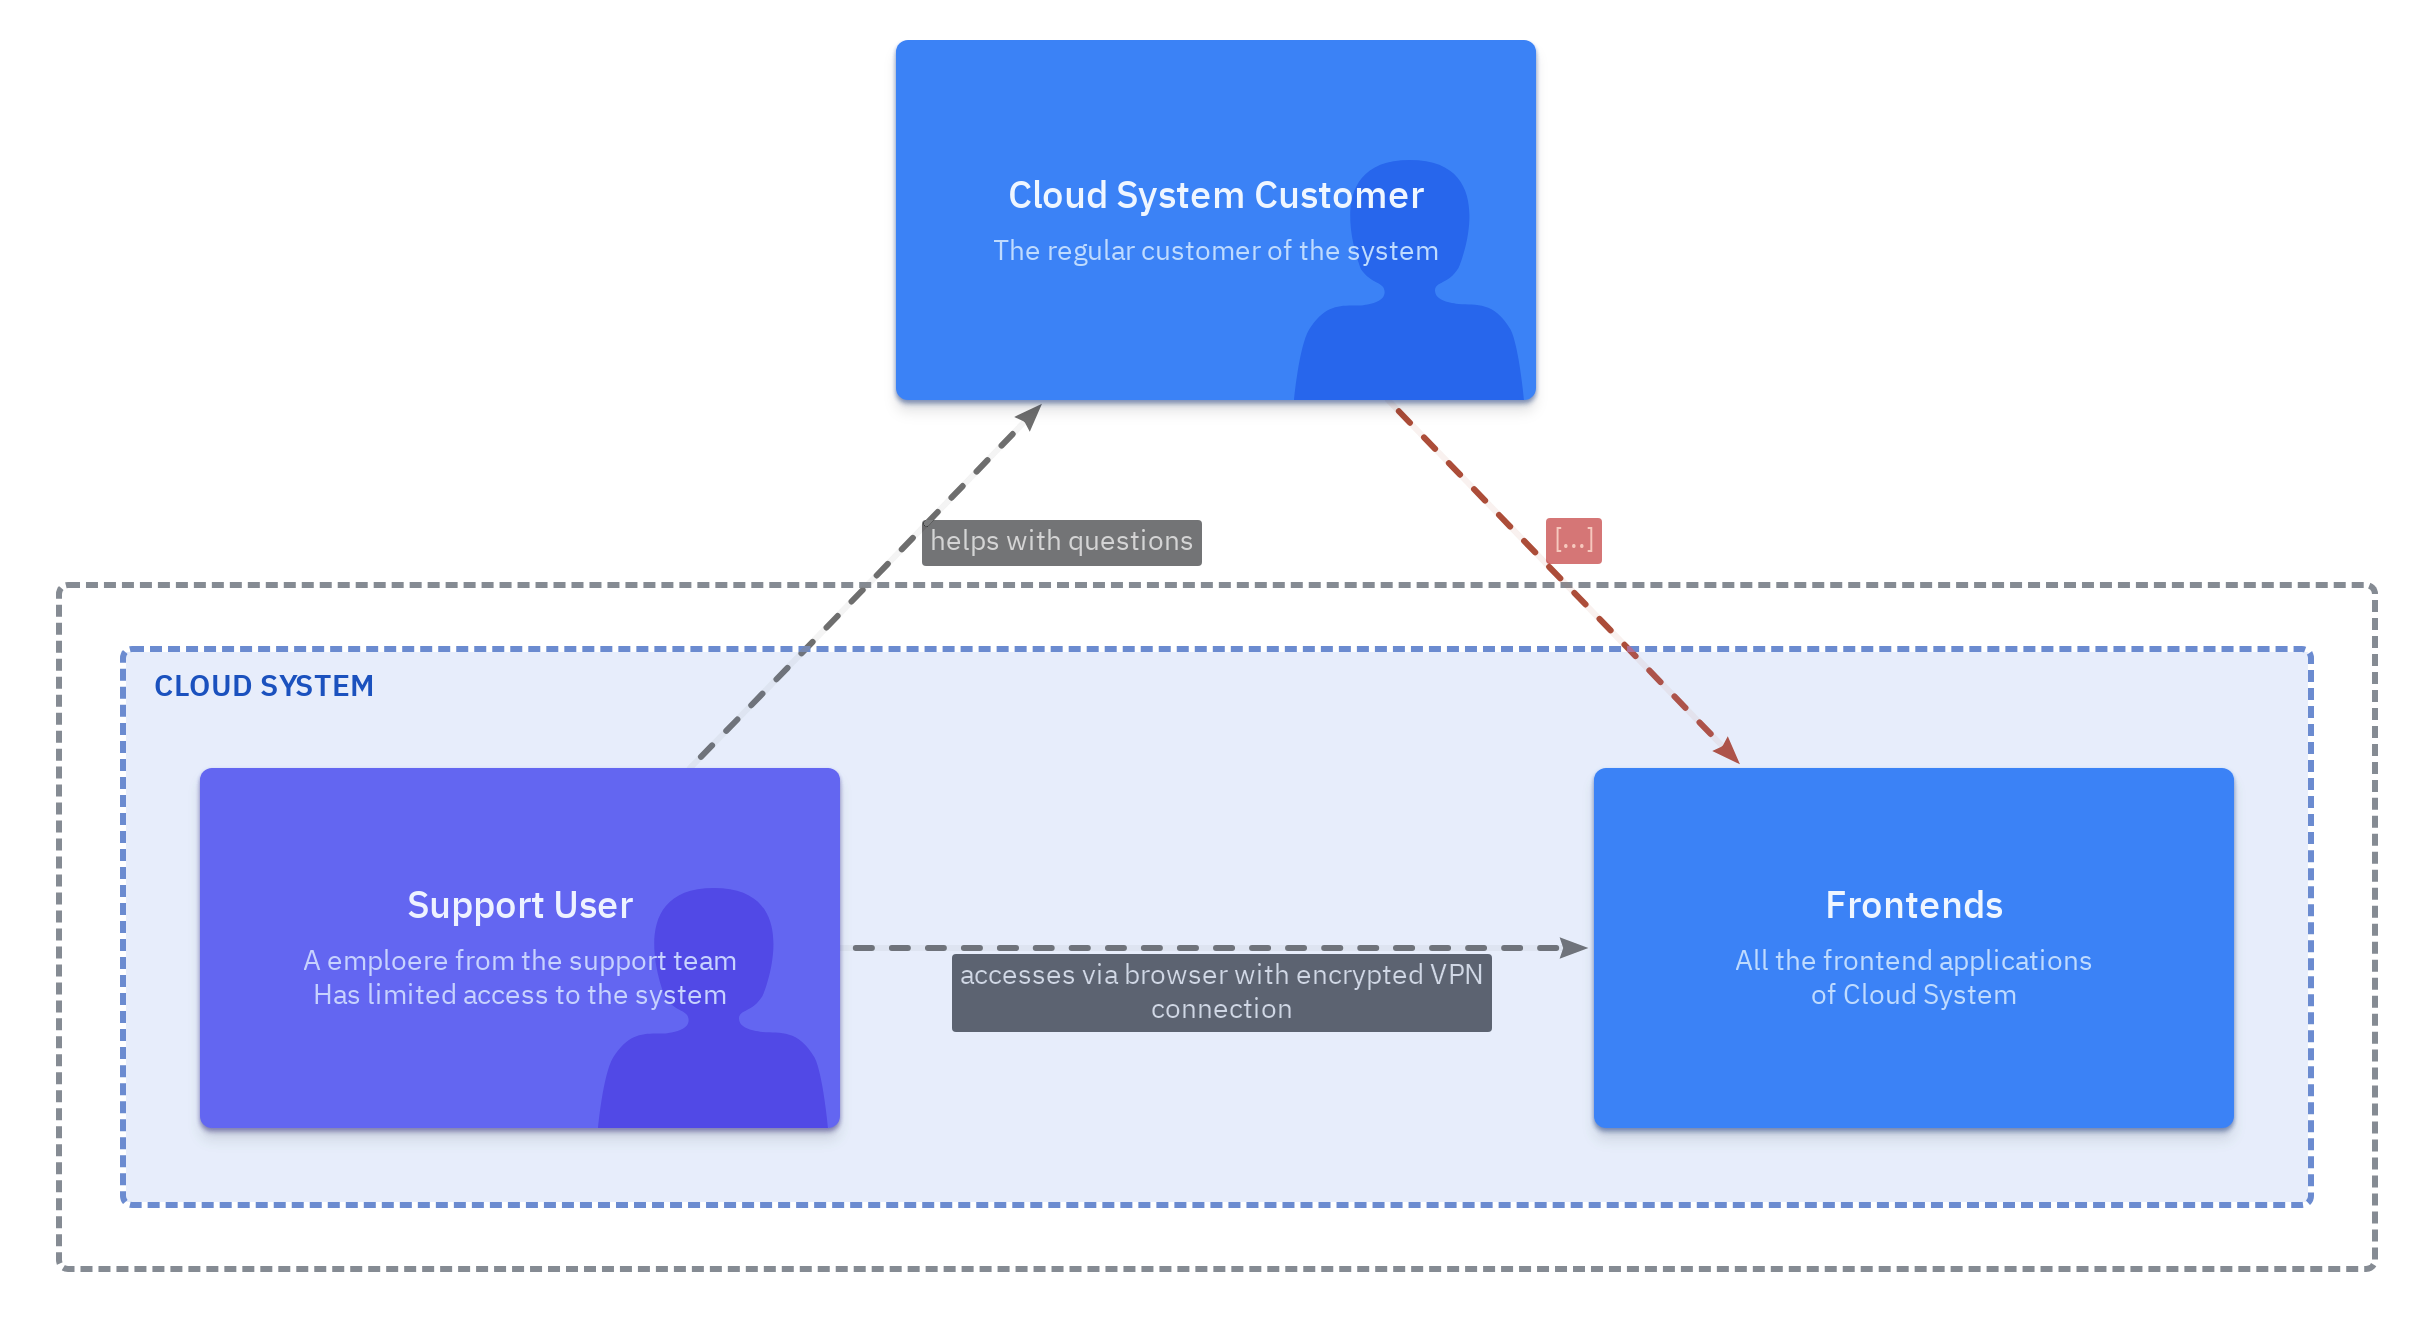 Cloud System Customer
The regular customer of the system
helps with questions
[...]
CLOUD SYSTEM
Support User
A emploere from the support team
Has limited access to the system
accesses via browser with encrypted VPN
connection
Frontends
All the frontend applications
of Cloud System